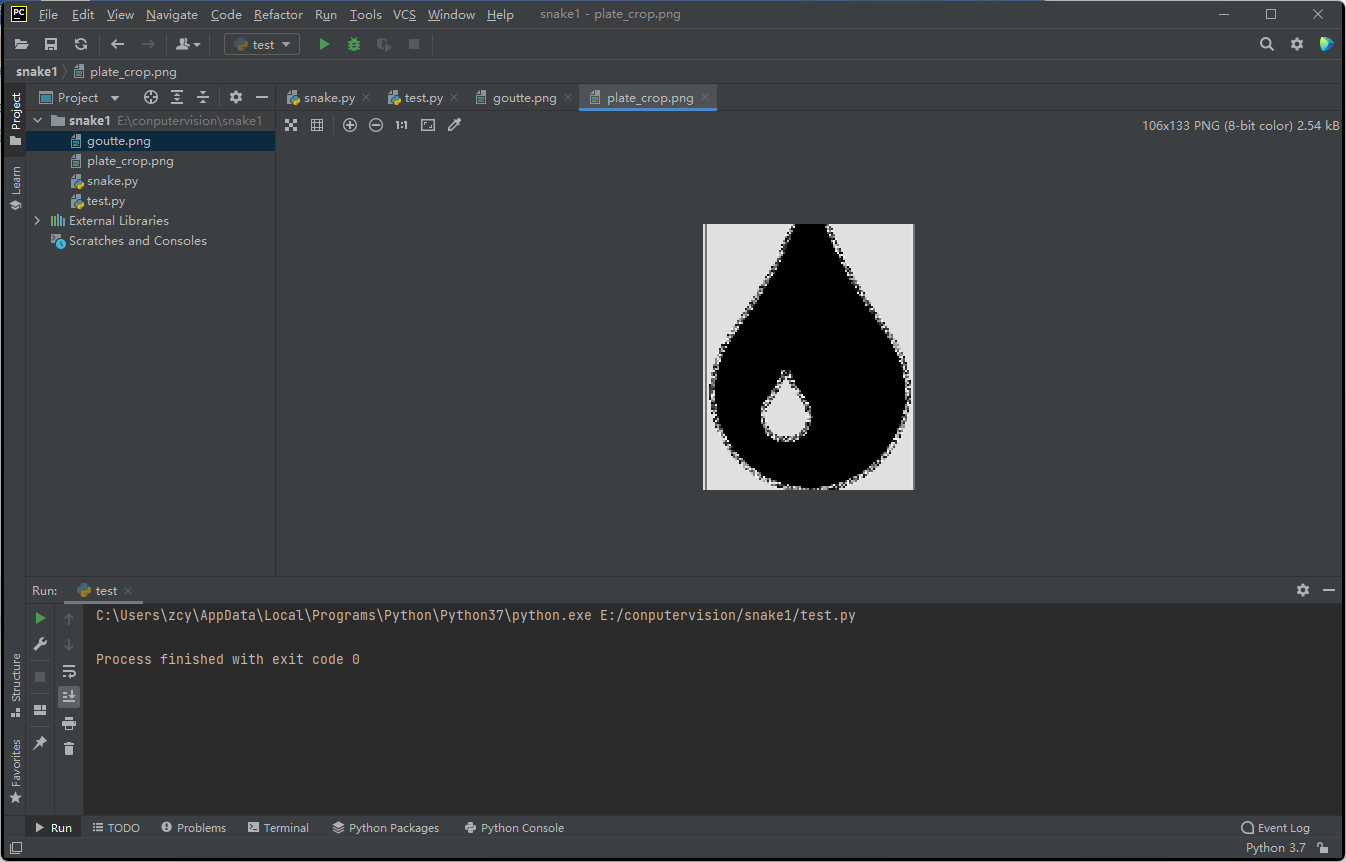 PC File Edit View Navigate Code Refactor Run Tools VCS Window Help snake1 - plate_crop.png
test
snake1 plate_crop.png
Project snake.py test.py goutte.png plate_crop.png
Project
snake1 E:\conputervision\snake1
1:1 106x133 PNG (8-bit color) 2.54 kB
goutte.png
plate_crop.png
snake.py
test.py
External Libraries
Scratches and Consoles
Learn
Run: test
C:\Users\zcy\AppData\Local\Programs\Python\Python37\python.exe E:/conputervision/snake1/test.py
Process finished with exit code 0
Structure
Favorites
Run TODO Problems Terminal Python Packages Python Console Event Log
Python 3.7